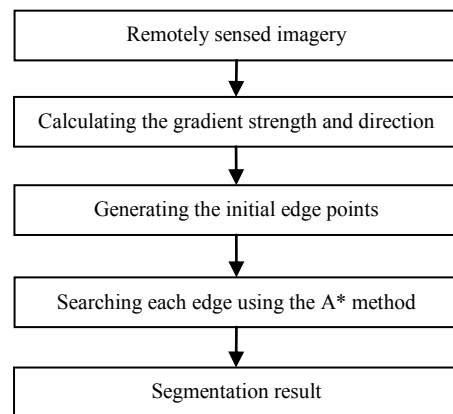 Remotely sensed imagery
Calculating the gradient strength and direction
Generating the initial edge points
Searching each edge using the A* method
Segmentation result